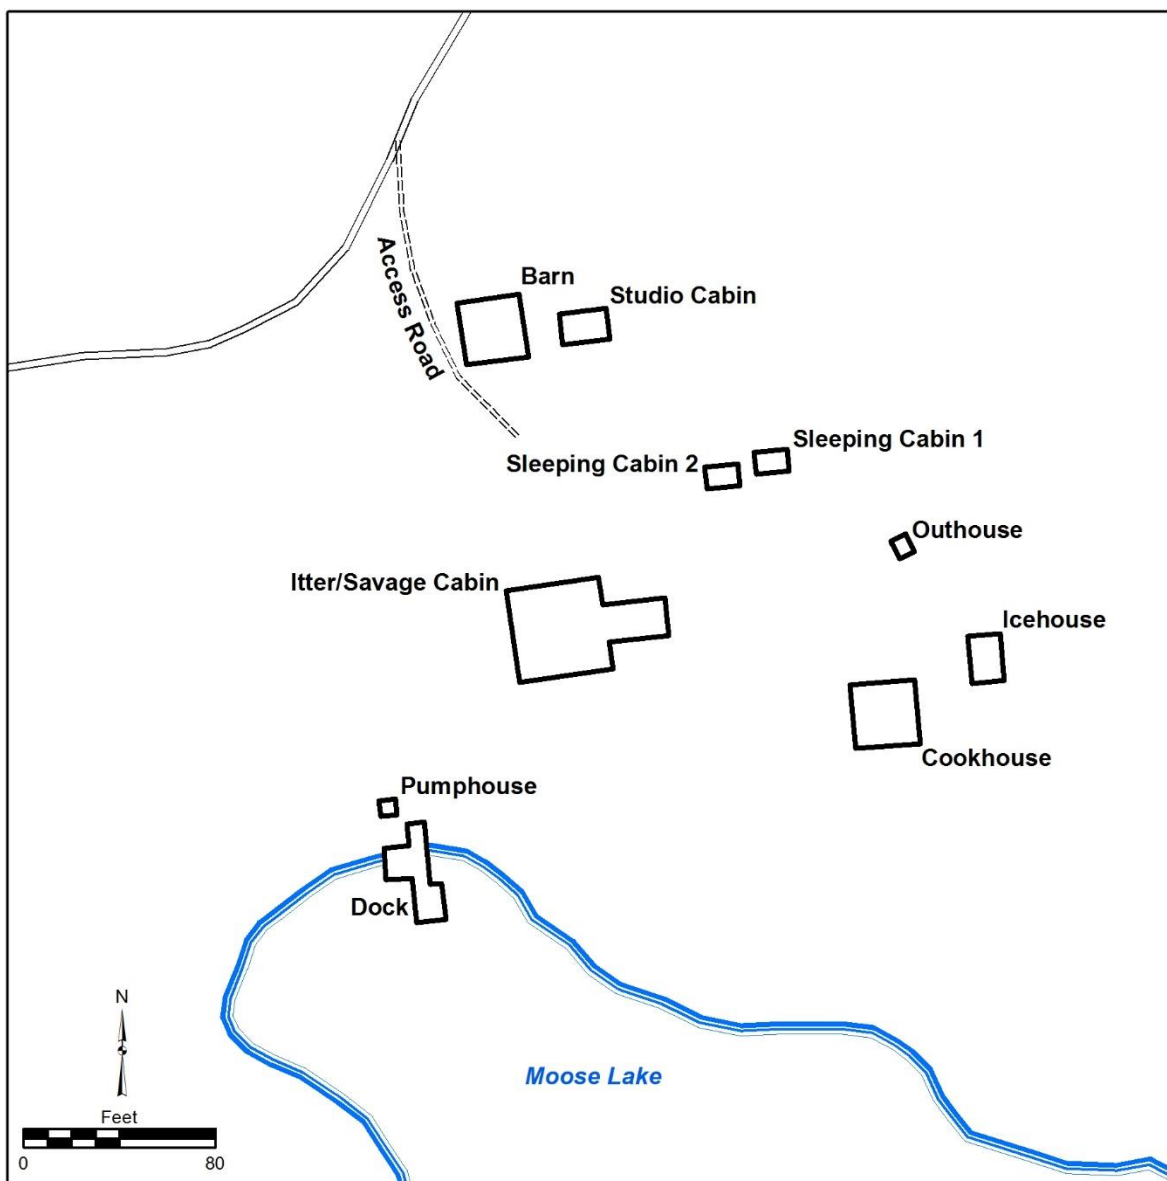 Barn
Studio Cabin
Access Road
Sleeping Cabin 1
Sleeping Cabin 2
Outhouse
Itter/Savage Cabin
Icehouse
Cookhouse
Pumphouse
Dock
N
Moose Lake
Feet
0 80